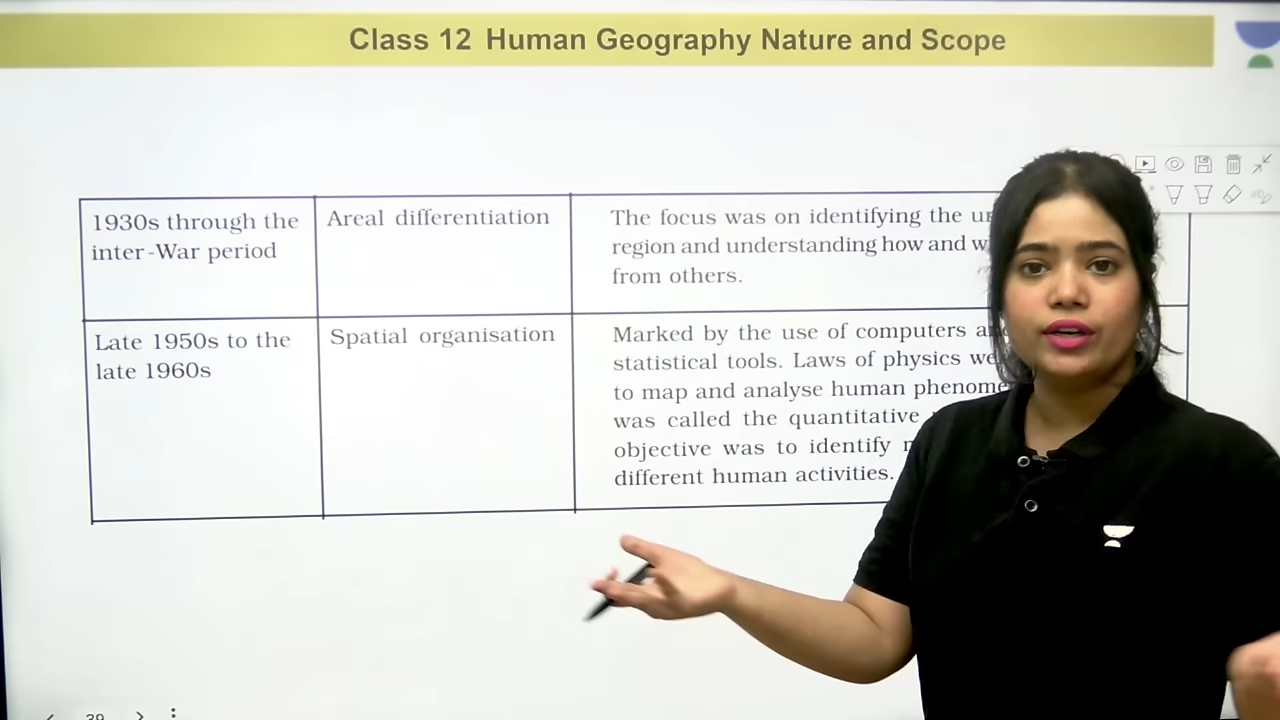 Class 12 Human Geography Nature and Scope
1930s through the
inter-War period
Areal differentiation
The focus was on identifying the
region and understanding how and
from others.
Late 1950s to the
late 1960s
Spatial organisation
Marked by the use of computers
statistical tools. Laws of physics
to map and analyse human
was called the quantitative
objective was to identify
different human activities.
39